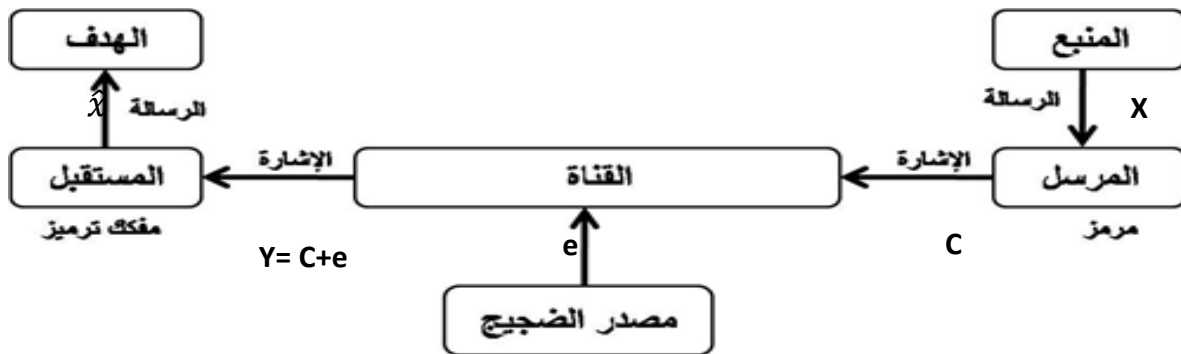 المنبع
الهدف
X
الرسالة
الرسالة
x̂
المرسل
الإشارة
القناة
الإشارة
المستقبل
مرمز
مفكك ترميز
C
e
Y= C+e
مصدر الضجيج